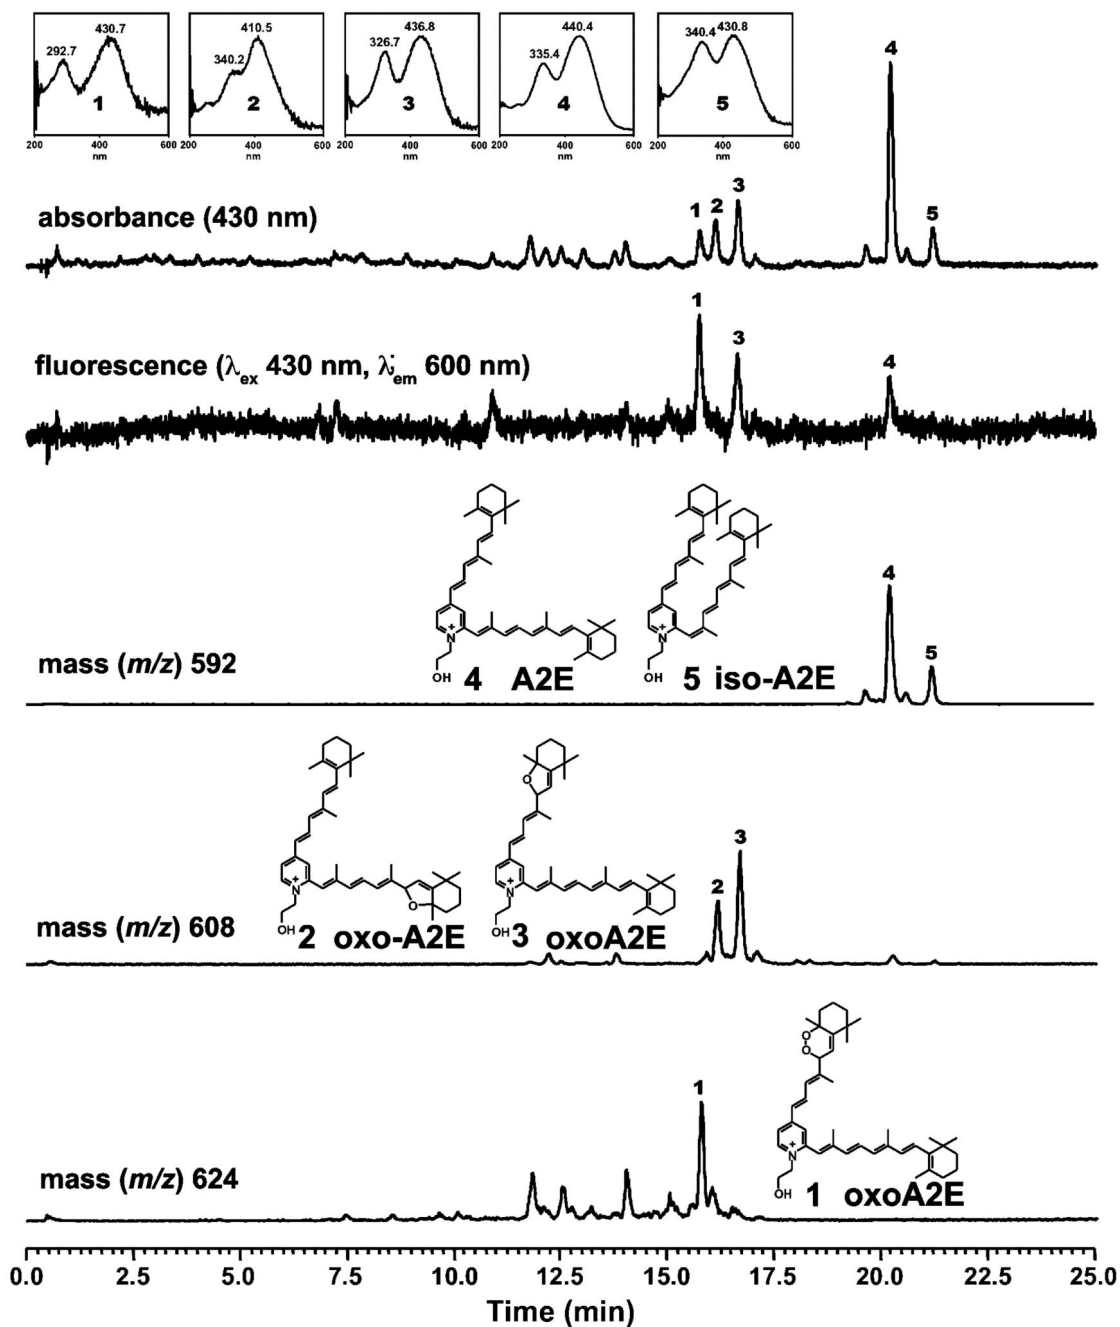 430.7
292.7
1
200 400 600
nm
410.5
340.2
2
200 400 600
nm
436.8
326.7
3
200 400 600
nm
440.4
335.4
4
200 400 600
nm
340.4 430.8
5
200 400 600
nm
4
absorbance (430 nm)
1 2 3
5
1
3
fluorescence (λex 430 nm, λem 600 nm)
4
N
+
OH
4 A2E
N
+
OH
5 iso-A2E
4
5
mass (m/z) 592
O
N
+
OH
2 oxo-A2E
O
N
+
OH
3 oxoA2E
3
2
mass (m/z) 608
O
O
N
+
OH
1 oxoA2E
1
mass (m/z) 624
0.0 2.5 5.0 7.5 10.0 12.5 15.0 17.5 20.0 22.5 25.0
Time (min)